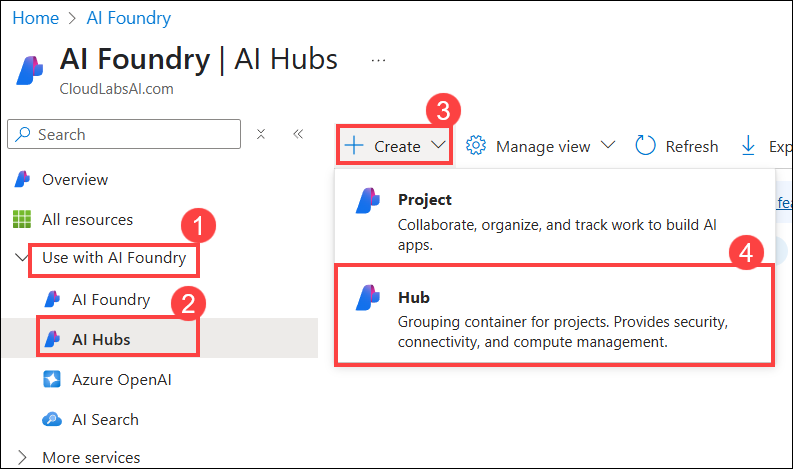 Home > AI Foundry
AI Foundry | AI Hubs ...
CloudLabsAI.com
Search
Overview
All resources
1
Use with AI Foundry
AI Foundry
2
AI Hubs
Azure OpenAI
AI Search
More services
3
+ Create
Manage view
Refresh
Exp
Project
Collaborate, organize, and track work to build AI
apps.
fea
4
Hub
Grouping container for projects. Provides security,
connectivity, and compute management.